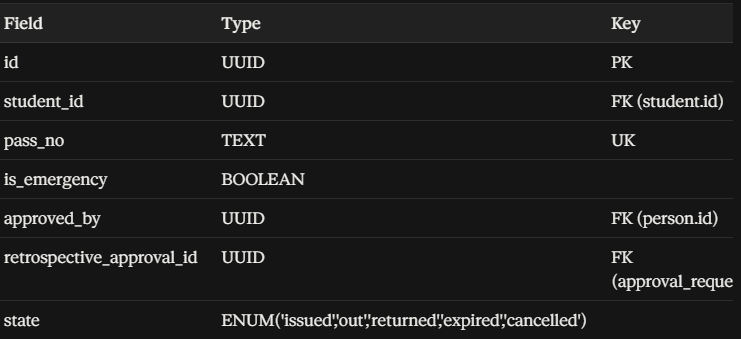 Field Type Key
id UUID PK
student_id UUID FK (student.id)
pass_no TEXT UK
is_emergency BOOLEAN
approved_by UUID FK (person.id)
retrospective_approval_id UUID FK
(approval_reque
state ENUM('issued','out','returned','expired','cancelled')